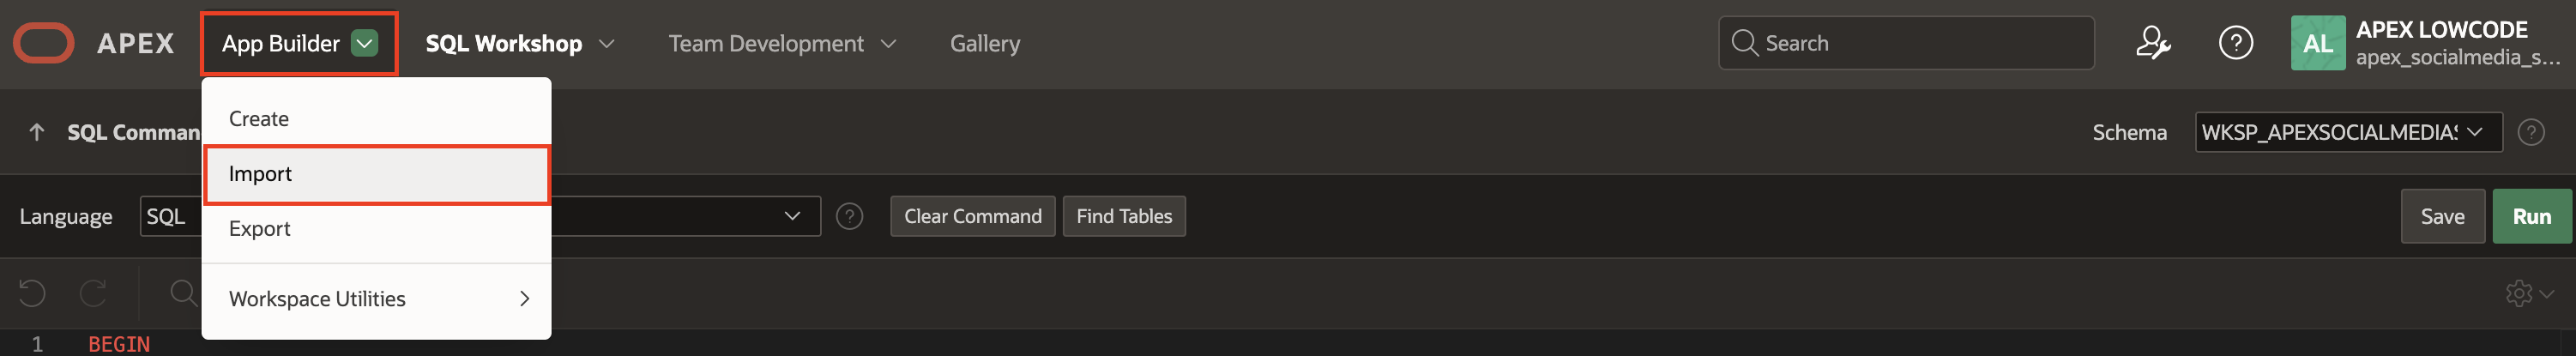 APEX App Builder SQL Workshop Team Development Gallery Search ? AL APEX LOWCODE
apex_socialmedia_s...
Create
SQL Comman Schema WKSP_APEXSOCIALMEDIA ?
Import
Language SQL ? Clear Command Find Tables Save Run
Export
Workspace Utilities
1 BEGIN